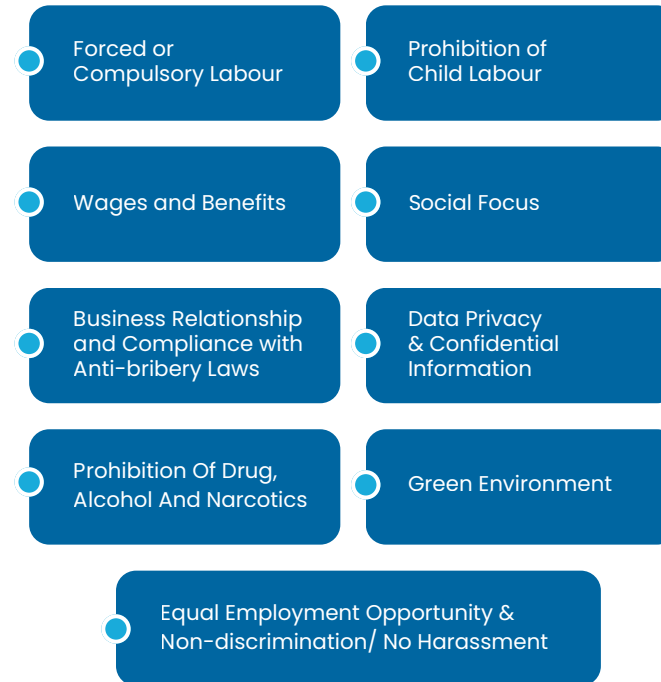 Forced or
Compulsory Labour
Prohibition of
Child Labour
Wages and Benefits
Social Focus
Business Relationship
and Compliance with
Anti-bribery Laws
Data Privacy
& Confidential
Information
Prohibition Of Drug,
Alcohol And Narcotics
Green Environment
Equal Employment Opportunity &
Non-discrimination/ No Harassment